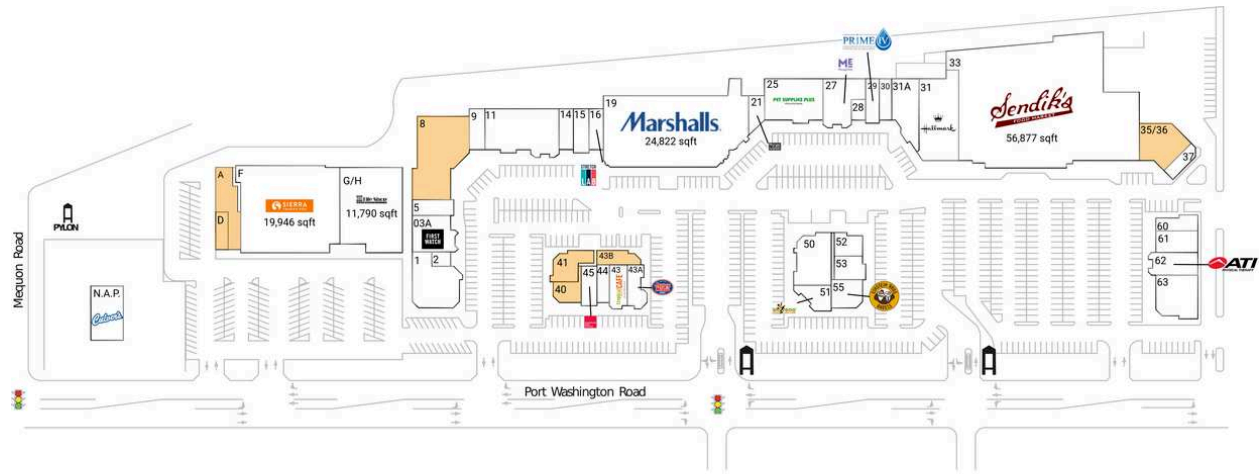 PRIME IV
ME
33
25
27
29
30
31A
31
19
21
PET SUPPLIES PLUS
28
Hallmark
Sendik's
FOOD MARKET
56,877 sqft
8
9
11
14
15
16
Marshalls
24,822 sqft
35/36
37
A
F
G/H
D
SIERRA
19,946 sqft
11,790 sqft
STRETCH
LAB
5
03A
FIRST
WATCH
1
2
PYLON
Mequon Road
N.A.P.
Culver's
41
43B
45
44
43
43A
40
50
52
53
51
55
60
61
62
63
ATI
PHYSICAL THERAPY
Port Washington Road